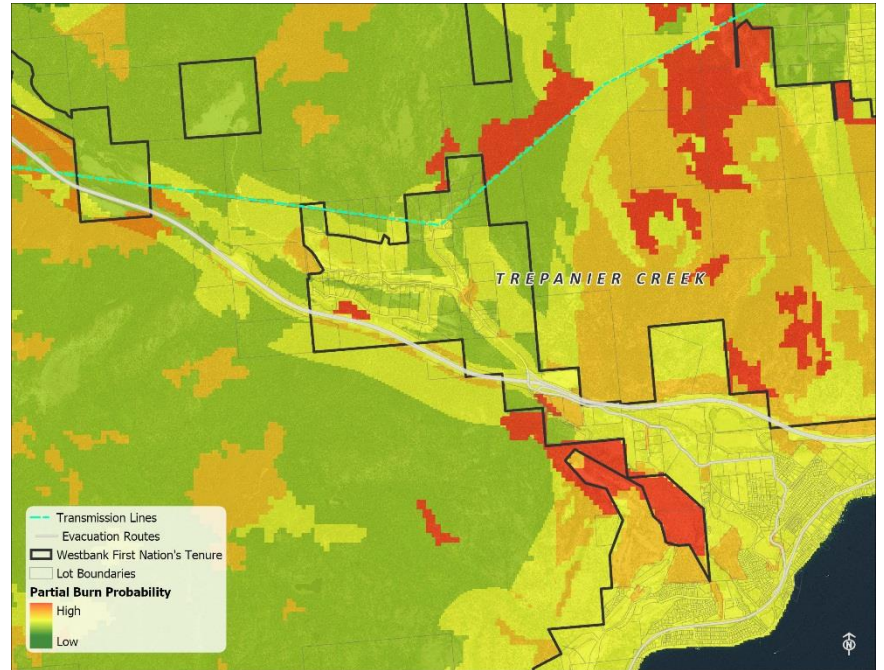 TREPANIER CREEK
Transmission Lines
Evacuation Routes
Westbank First Nation's Tenure
Lot Boundaries
Partial Burn Probability
High
Low
N